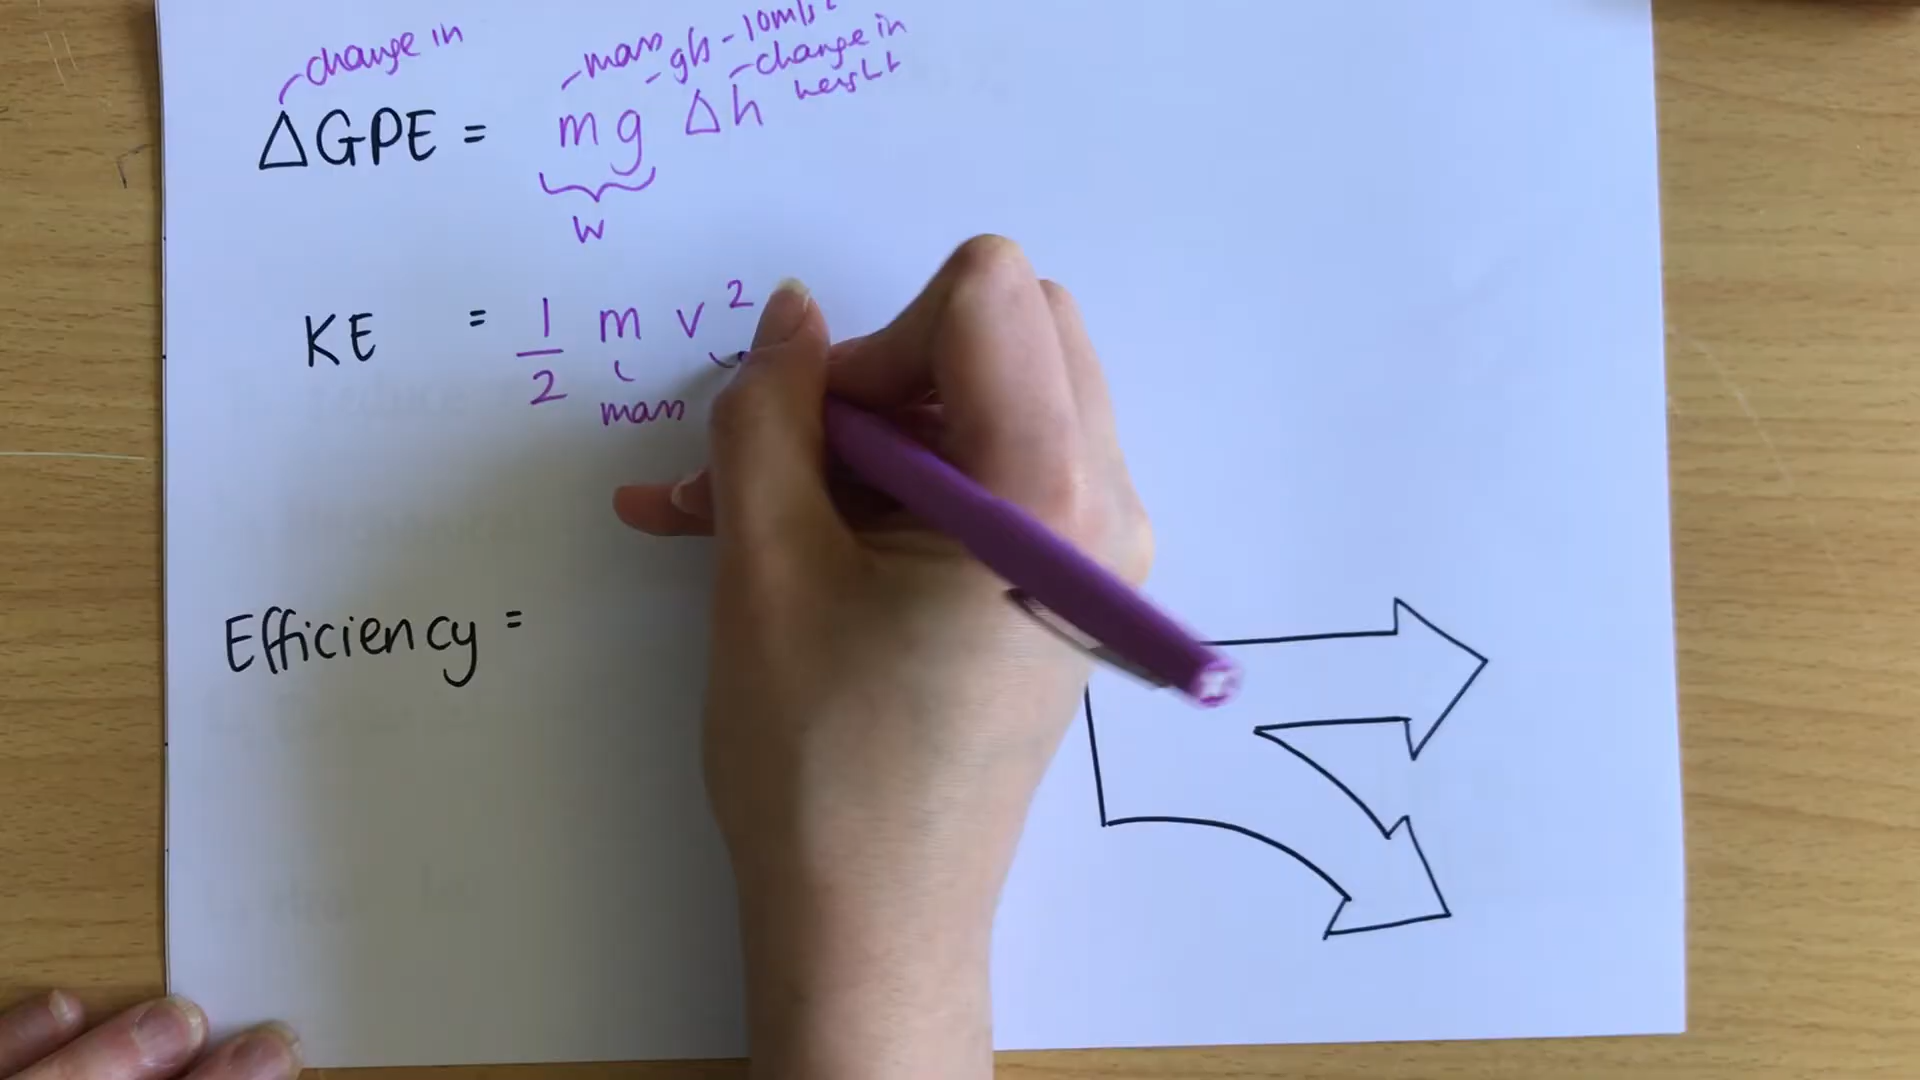 change in
mass gfs - 10m/s²
change in
height
ΔGPE = mg Δh
W
KE = 1/2 m v²
mass
Efficiency =